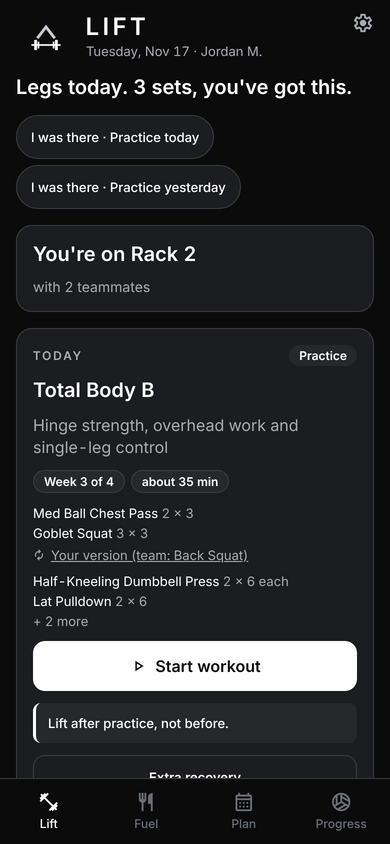 LIFT
Tuesday, Nov 17 · Jordan M.
Legs today. 3 sets, you've got this.
I was there · Practice today
I was there · Practice yesterday
You're on Rack 2
with 2 teammates
TODAY
Practice
Total Body B
Hinge strength, overhead work and
single-leg control
Week 3 of 4
about 35 min
Med Ball Chest Pass 2 × 3
Goblet Squat 3 × 3
Your version (team: Back Squat)
Half-Kneeling Dumbbell Press 2 × 6 each
Lat Pulldown 2 × 6
+ 2 more
Start workout
Lift after practice, not before.
Extra recovery
Lift
Fuel
Plan
Progress